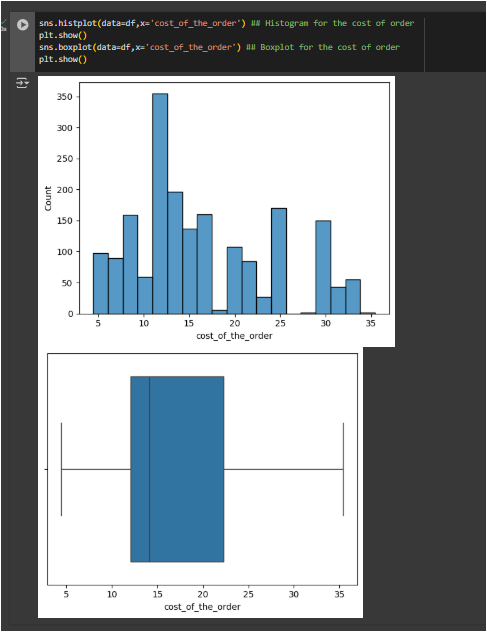 sns.histplot(data=df,x='cost_of_the_order') ## Histogram for the cost of order
plt.show()
sns.boxplot(data=df,x='cost_of_the_order') ## Boxplot for the cost of order
plt.show()
350
300
250
200
150
100
50
0
Count
5 10 15 20 25 30 35
cost_of_the_order
5 10 15 20 25 30 35
cost_of_the_order